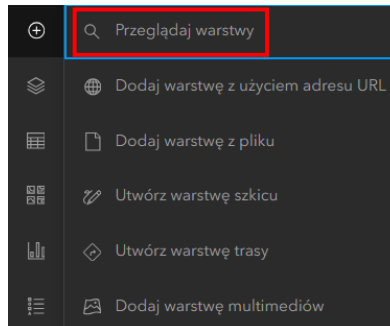 Przeglądaj warstwy
Dodaj warstwę z użyciem adresu URL
Dodaj warstwę z pliku
Utwórz warstwę szkicu
Utwórz warstwę trasy
Dodaj warstwę multimediów